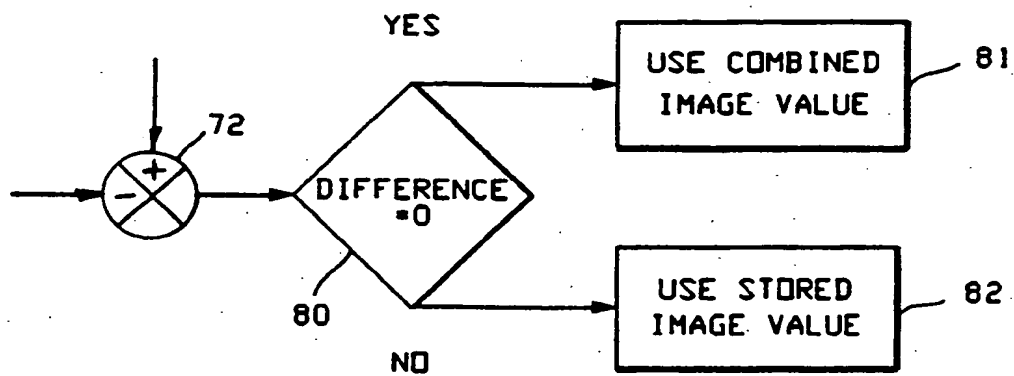 YES
USE COMBINED
IMAGE VALUE
81
72
+
-
DIFFERENCE
=0
80
USE STORED
IMAGE VALUE
82
NO